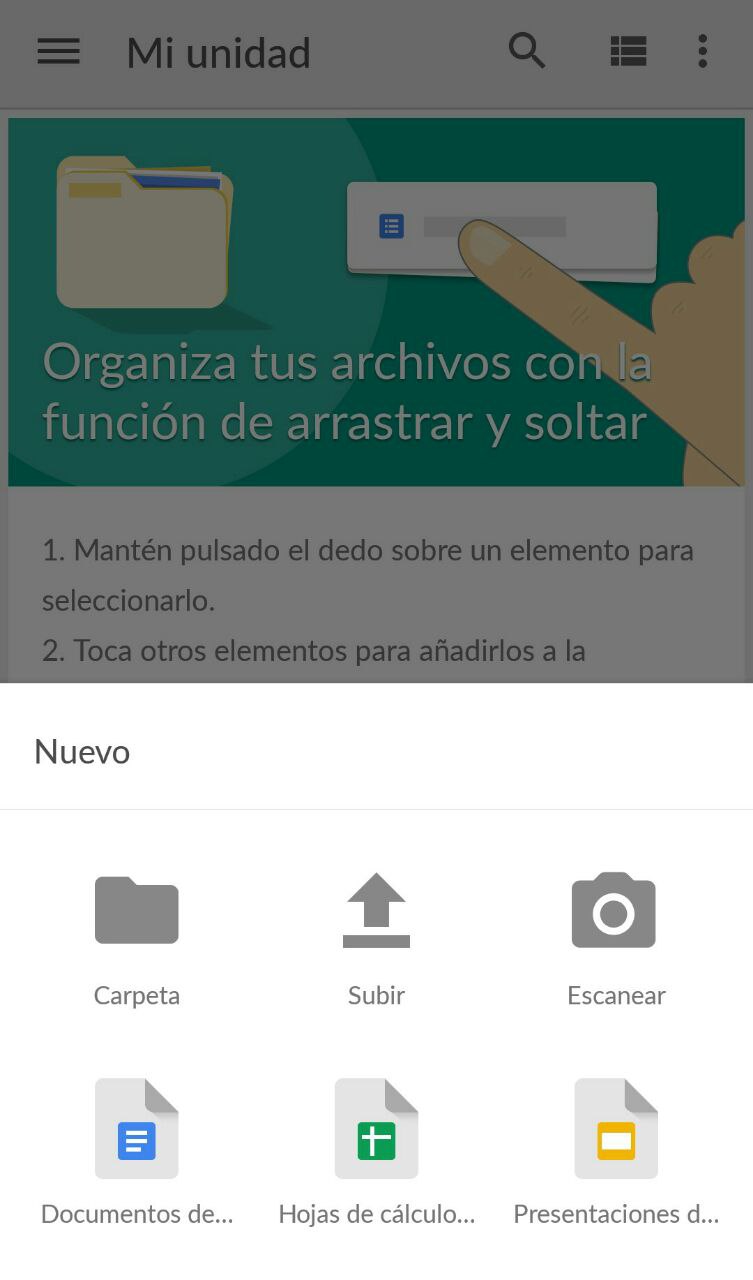 Mi unidad
Organiza tus archivos con la
función de arrastrar y soltar
1. Mantén pulsado el dedo sobre un elemento para
seleccionarlo.
2. Toca otros elementos para añadirlos a la
Nuevo
Carpeta Subir Escanear
Documentos de... Hojas de cálculo... Presentaciones d...